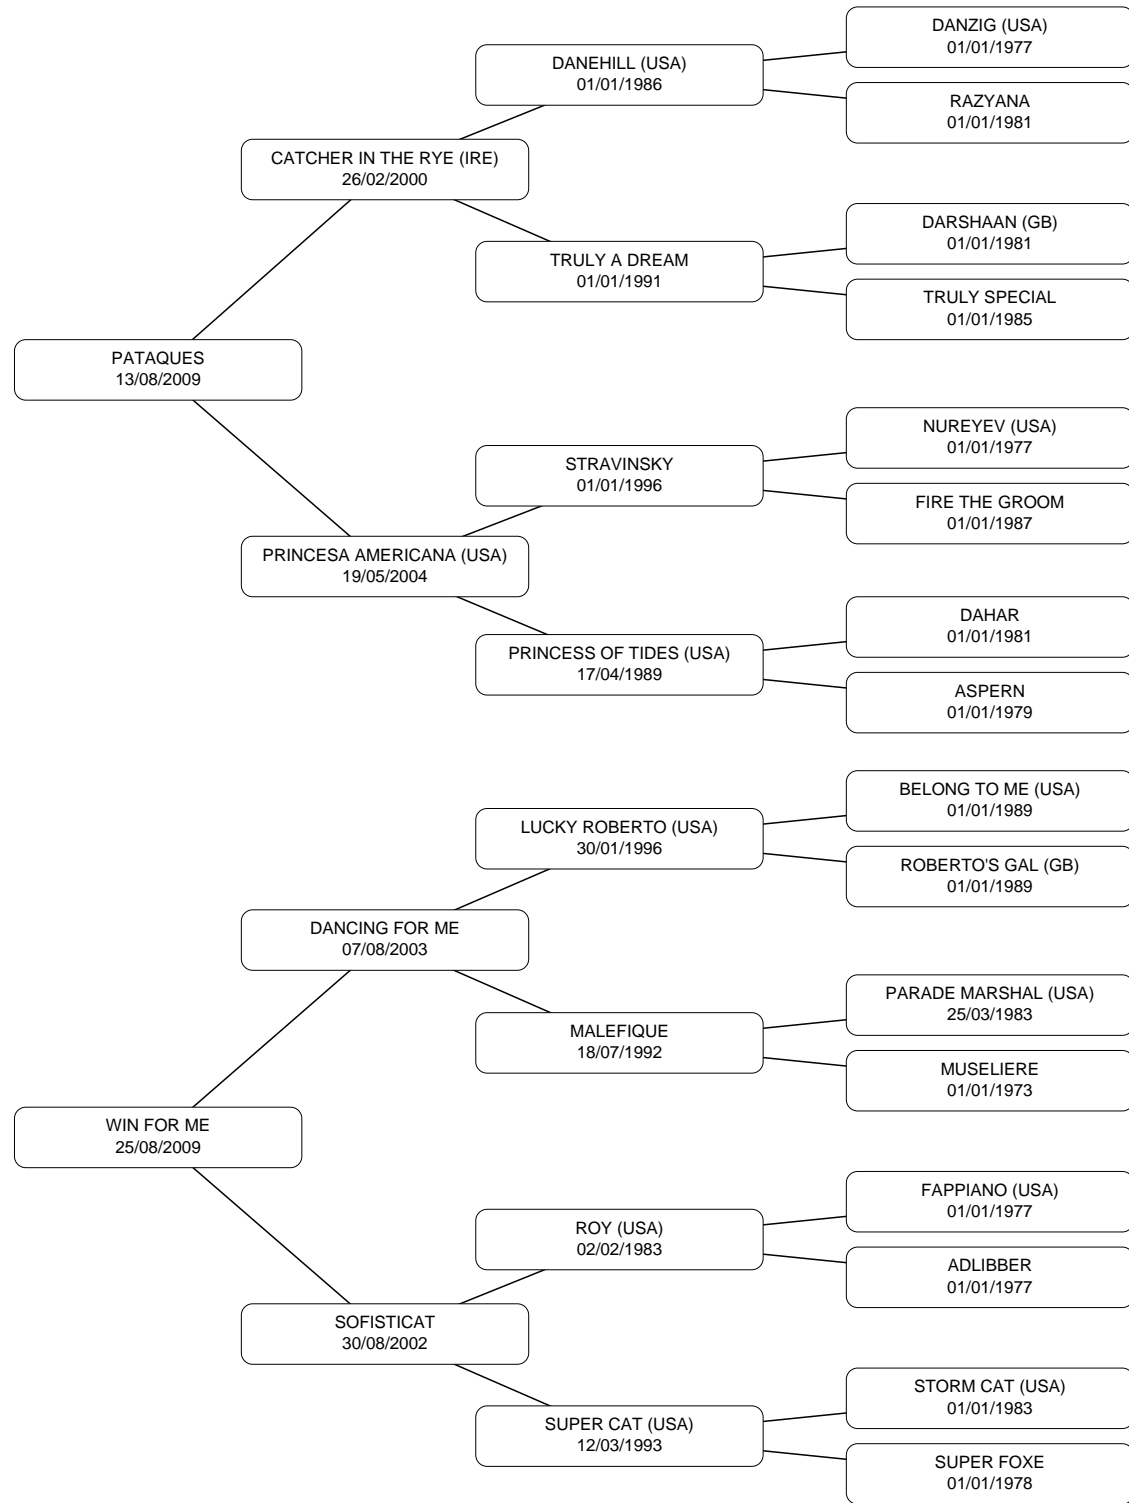 DANZIG (USA)
01/01/1977
DANEHILL (USA)
01/01/1986
RAZYANA
01/01/1981
CATCHER IN THE RYE (IRE)
26/02/2000
DARSHAAN (GB)
01/01/1981
TRULY A DREAM
01/01/1991
TRULY SPECIAL
01/01/1985
PATAQUES
13/08/2009
NUREYEV (USA)
01/01/1977
STRAVINSKY
01/01/1996
FIRE THE GROOM
01/01/1987
PRINCESA AMERICANA (USA)
19/05/2004
DAHAR
01/01/1981
PRINCESS OF TIDES (USA)
17/04/1989
ASPERN
01/01/1979
BELONG TO ME (USA)
01/01/1989
LUCKY ROBERTO (USA)
30/01/1996
ROBERTO'S GAL (GB)
01/01/1989
DANCING FOR ME
07/08/2003
PARADE MARSHAL (USA)
25/03/1983
MALEFIQUE
18/07/1992
MUSELIERE
01/01/1973
WIN FOR ME
25/08/2009
FAPPIANO (USA)
01/01/1977
ROY (USA)
02/02/1983
ADLIBBER
01/01/1977
SOFISTICAT
30/08/2002
STORM CAT (USA)
01/01/1983
SUPER CAT (USA)
12/03/1993
SUPER FOXE
01/01/1978